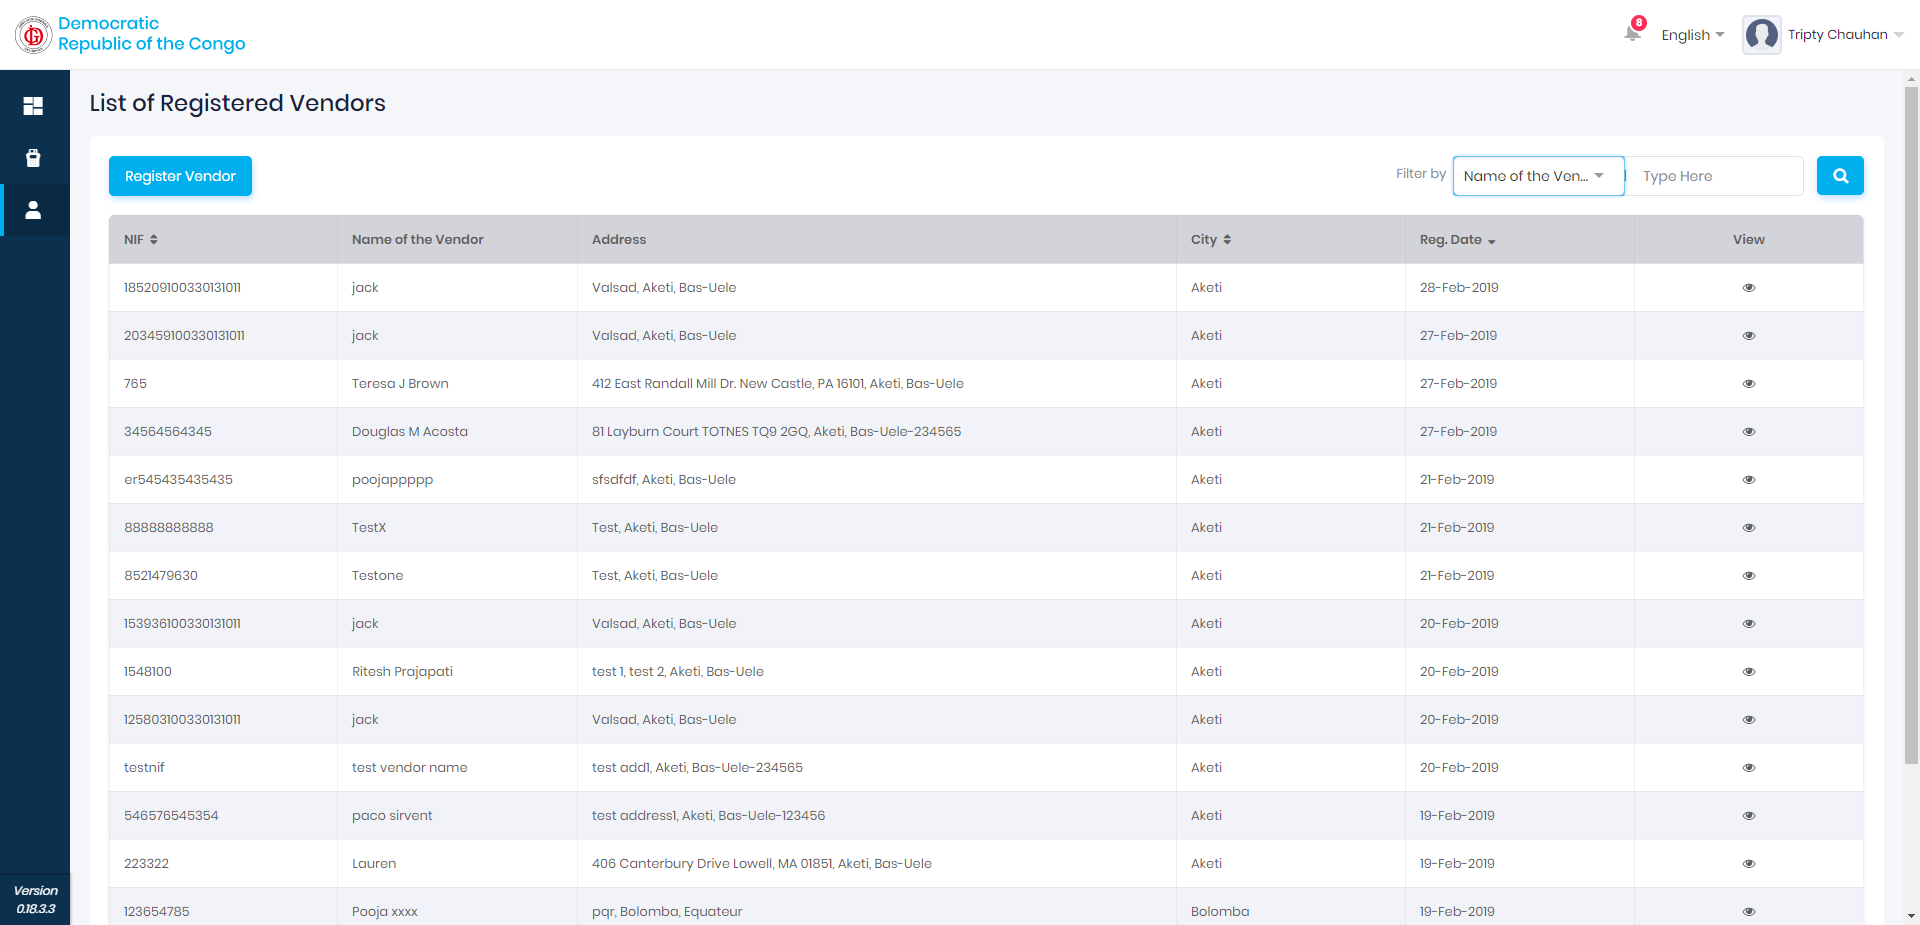 Democratic
Republic of the Congo
8
English
Tripty Chauhan
List of Registered Vendors
Register Vendor
Filter by
Name of the Ven...
Type Here
NIF Name of the Vendor Address City Reg. Date View
185209100330131011 jack Valsad, Aketi, Bas-Uele Aketi 28-Feb-2019
203459100330131011 jack Valsad, Aketi, Bas-Uele Aketi 27-Feb-2019
765 Teresa J Brown 412 East Randall Mill Dr. New Castle, PA 16101, Aketi, Bas-Uele Aketi 27-Feb-2019
34564564345 Douglas M Acosta 81 Layburn Court TOTNES TQ9 2GQ, Aketi, Bas-Uele-234565 Aketi 27-Feb-2019
er545435435435 poojappppp sfsdfdf, Aketi, Bas-Uele Aketi 21-Feb-2019
88888888888 TestX Test, Aketi, Bas-Uele Aketi 21-Feb-2019
8521479630 Testone Test, Aketi, Bas-Uele Aketi 21-Feb-2019
153936100330131011 jack Valsad, Aketi, Bas-Uele Aketi 20-Feb-2019
1548100 Ritesh Prajapati test 1, test 2, Aketi, Bas-Uele Aketi 20-Feb-2019
125803100330131011 jack Valsad, Aketi, Bas-Uele Aketi 20-Feb-2019
testnif test vendor name test add1, Aketi, Bas-Uele-234565 Aketi 20-Feb-2019
546576545354 paco sirvent test address1, Aketi, Bas-Uele-123456 Aketi 19-Feb-2019
223322 Lauren 406 Canterbury Drive Lowell, MA 01851, Aketi, Bas-Uele Aketi 19-Feb-2019
123654785 Pooja xxxx pqr, Bolomba, Equateur Bolomba 19-Feb-2019
Version
0.18.3.3